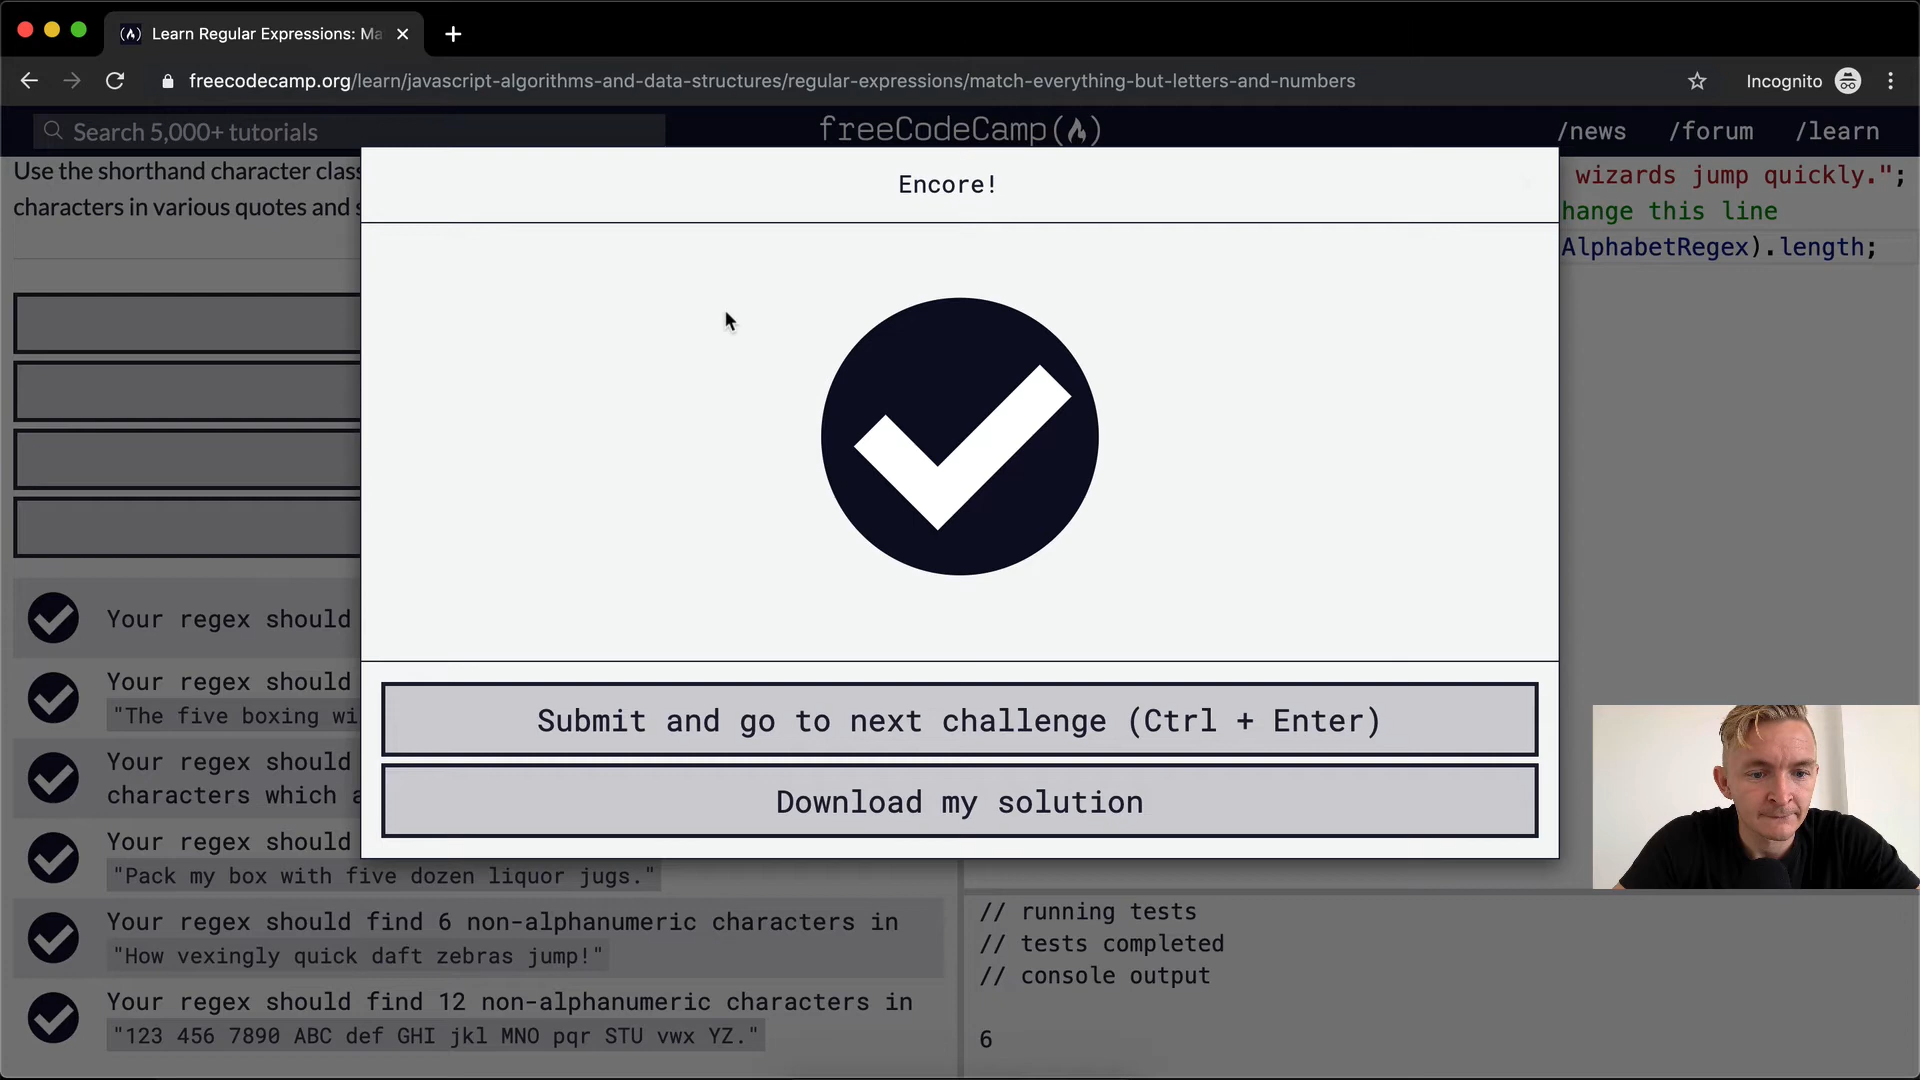 Learn Regular Expressions: Ma
freecodecamp.org/learn/javascript-algorithms-and-data-structures/regular-expressions/match-everything-but-letters-and-numbers
Incognito
Search 5,000+ tutorials
freeCodeCamp(🔥)
/news /forum /learn
Use the shorthand character clas
characters in various quotes and s
Encore!
wizards jump quickly.";
hange this line
AlphabetRegex).length;
Your regex should
Your regex should
"The five boxing wi
Your regex should
characters which a
Your regex should
"Pack my box with five dozen liquor jugs."
Your regex should find 6 non-alphanumeric characters in
"How vexingly quick daft zebras jump!"
Your regex should find 12 non-alphanumeric characters in
"123 456 7890 ABC def GHI jkl MNO pqr STU vwx YZ."
Submit and go to next challenge (Ctrl + Enter)
Download my solution
// running tests
// tests completed
// console output
6